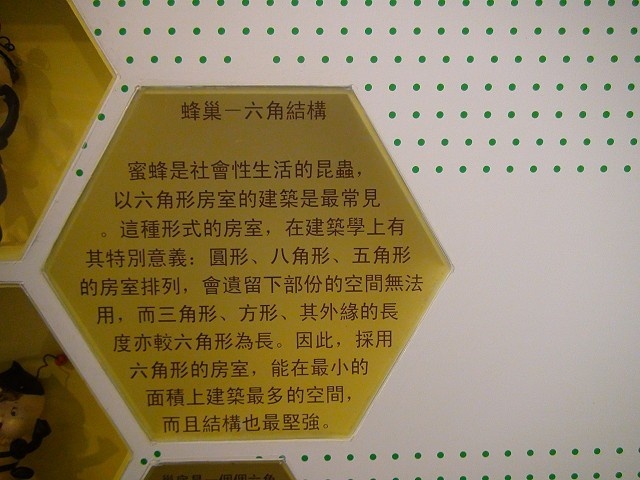 蜂巢－六角結構
蜜蜂是社會性生活的昆蟲，
以六角形房室的建築是最常見
。這種形式的房室，在建築學上有
其特別意義：圓形、八角形、五角形
的房室排列，會遺留下部份的空間無法
用，而三角形、方形、其外緣的長
度亦較六角形為長。因此，採用
六角形的房室，能在最小的
面積上建築最多的空間，
而且結構也最堅強。